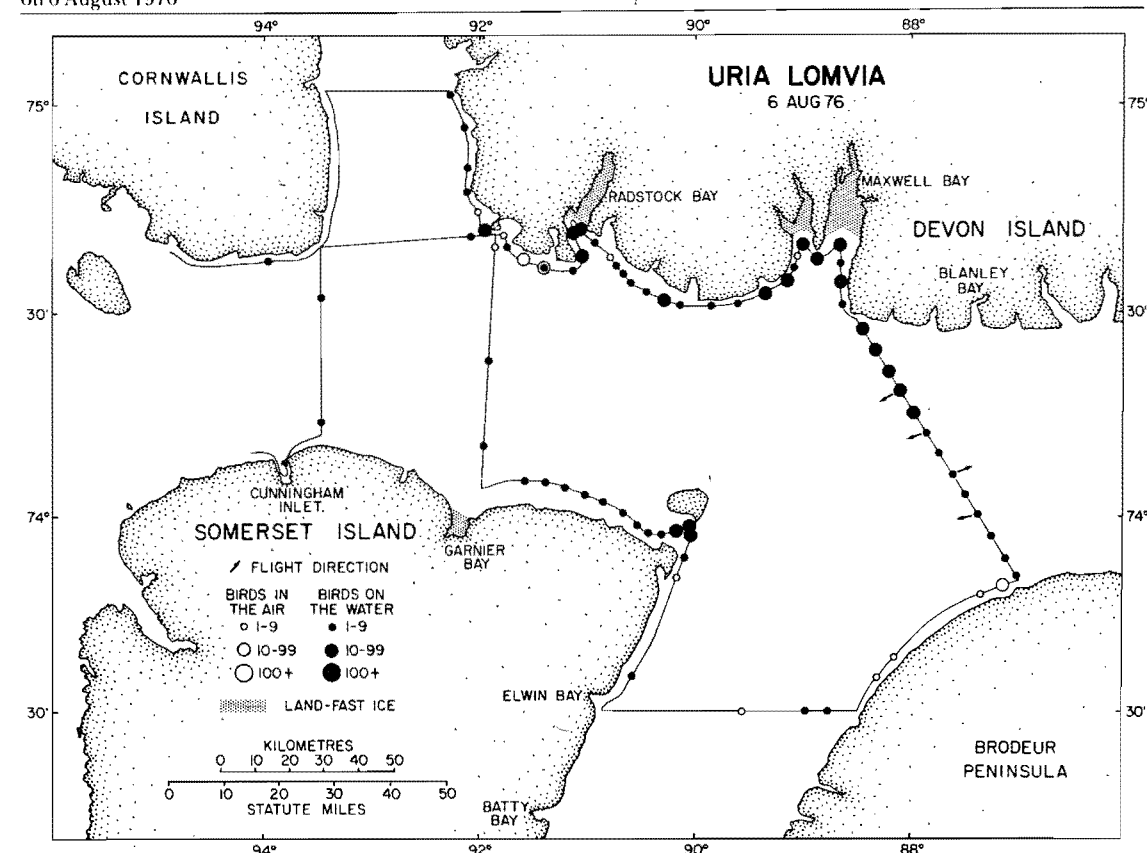 on 6 August 1976
94° 92° 90° 88°
CORNWALLIS
ISLAND
URIA LOMVIA
6 AUG 76
75° 75°
RADSTOCK BAY
MAXWELL BAY
DEVON ISLAND
BLANLEY
BAY
30' 30'
CUNNINGHAM
INLET.
74° 74°
SOMERSET ISLAND
GARNIER
BAY
FLIGHT DIRECTION
BIRDS IN BIRDS ON
THE AIR THE WATER
1-9 1-9
10-99 10-99
100+ 100+
LAND-FAST ICE
ELWIN BAY
30' 30'
KILOMETRES
0 10 20 30 40 50
0 10 20 30 40 50
STATUTE MILES
BATTY
BAY
BRODEUR
PENINSULA
94° 92° 90° 88°